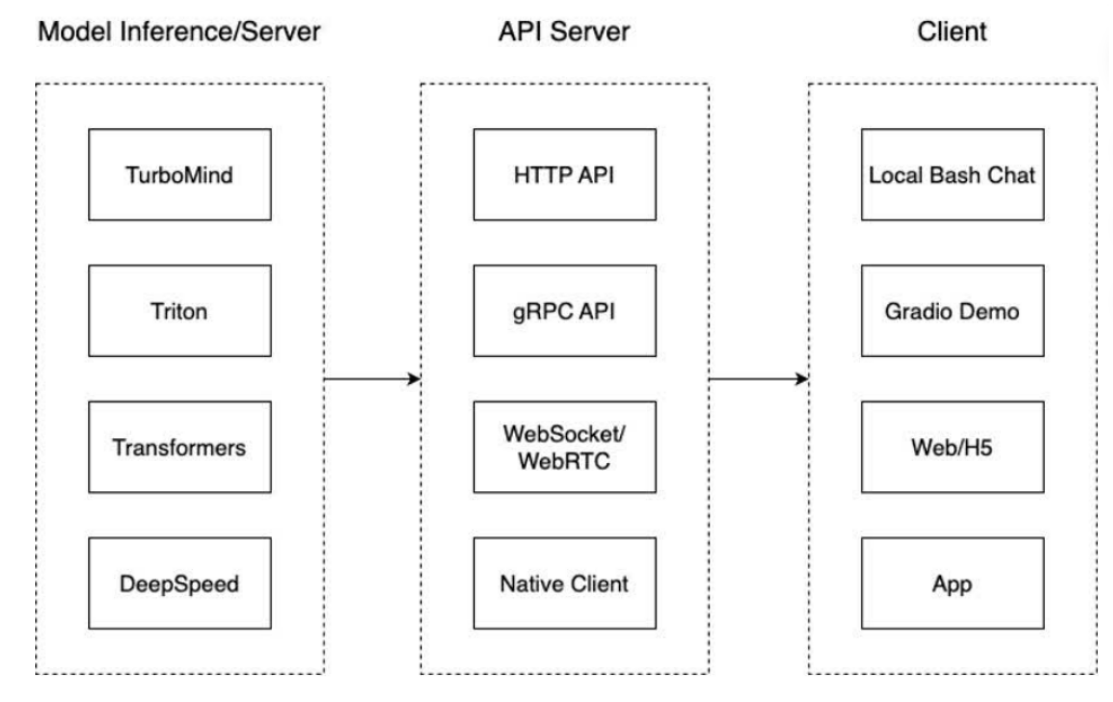 Model Inference/Server
TurboMind
Triton
Transformers
DeepSpeed
API Server
HTTP API
gRPC API
WebSocket/
WebRTC
Native Client
Client
Local Bash Chat
Gradio Demo
Web/H5
App